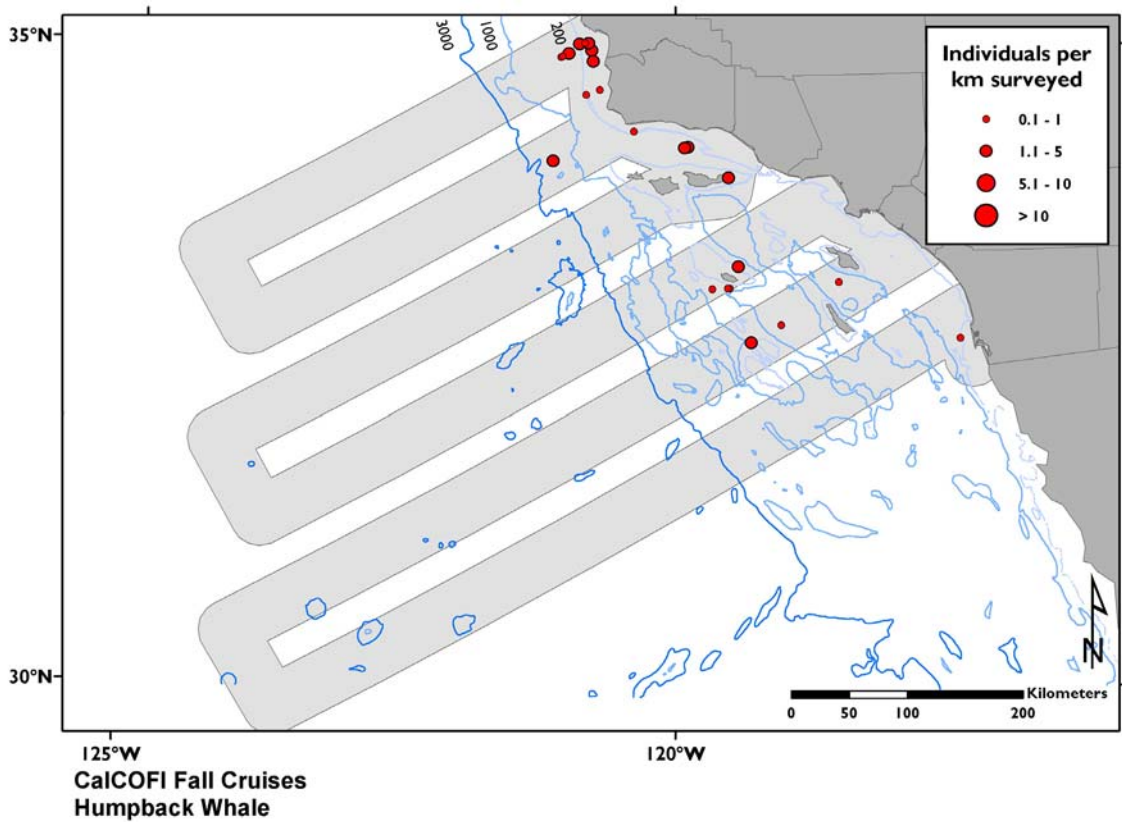 35°N
3000
1000
200
Individuals per
km surveyed
0.1 - 1
1.1 - 5
5.1 - 10
> 10
30°N
N
Kilometers
0 50 100 200
125°W
120°W
CalCOFI Fall Cruises
Humpback Whale